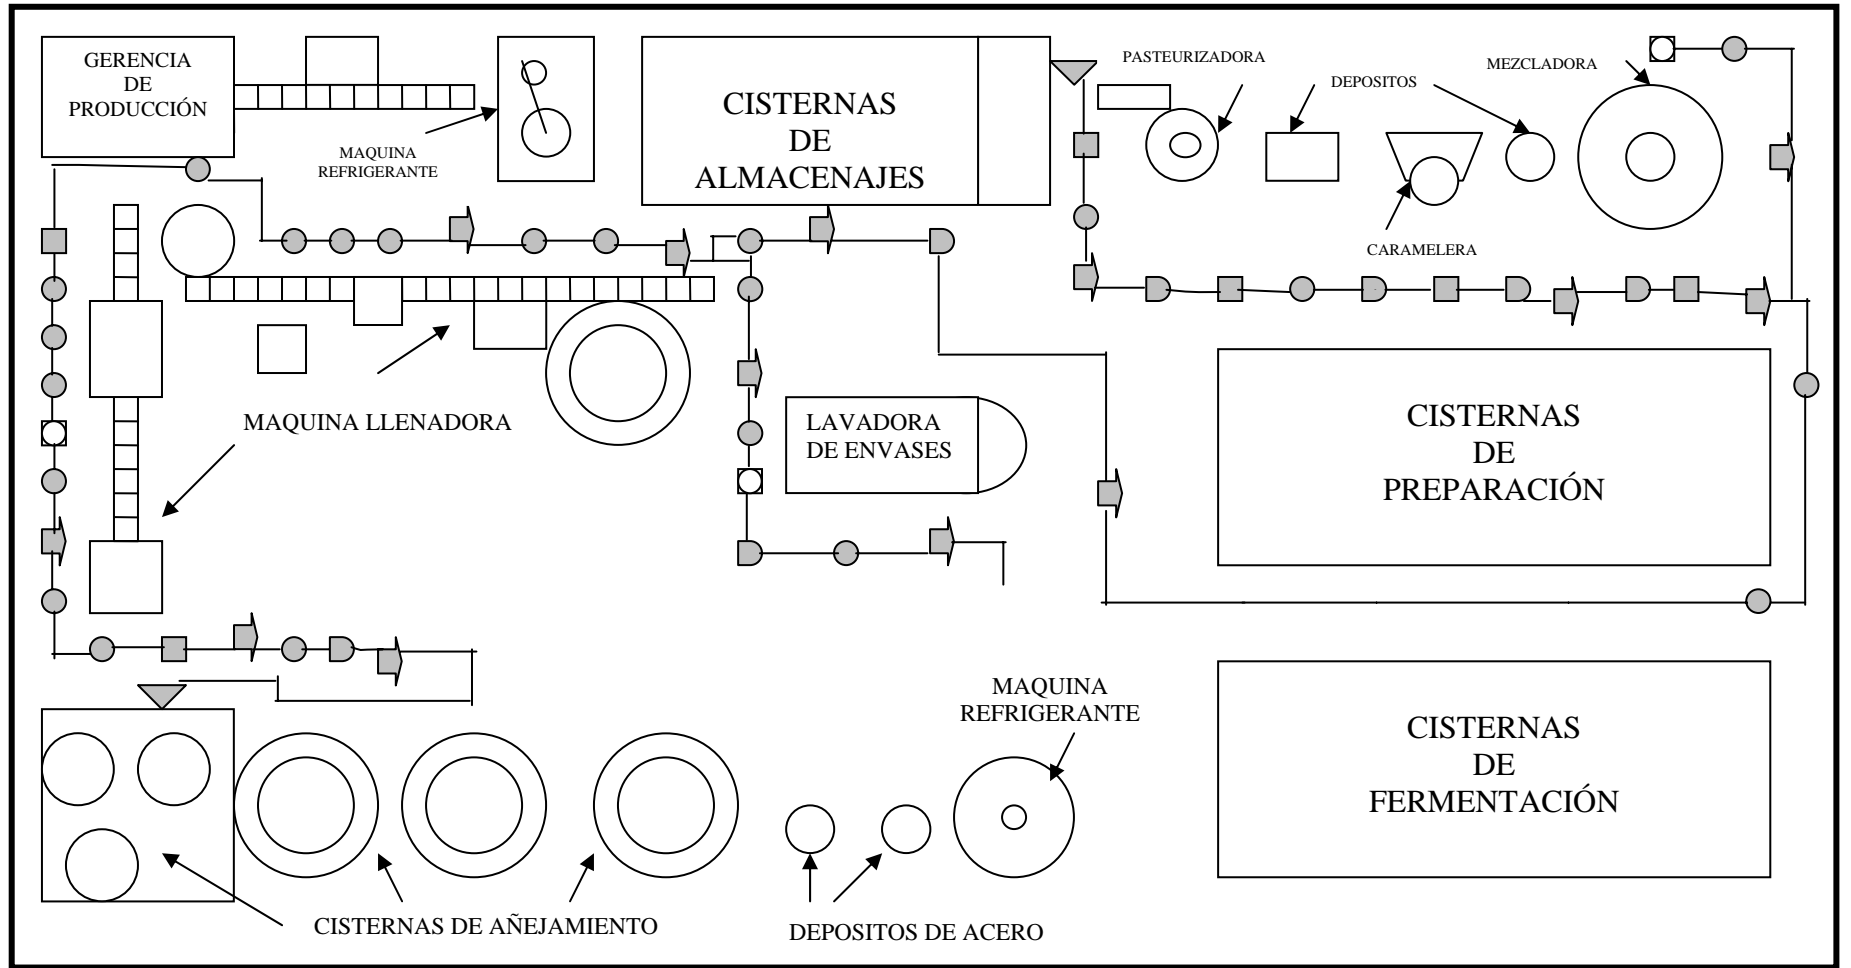 GERENCIA
DE
PRODUCCIÓN
MAQUINA
REFRIGERANTE
CISTERNAS
DE
ALMACENAJES
PASTEURIZADORA
DEPOSITOS
MEZCLADORA
CARAMELERA
MAQUINA LLENADORA
LAVADORA
DE ENVASES
CISTERNAS
DE
PREPARACIÓN
MAQUINA
REFRIGERANTE
CISTERNAS
DE
FERMENTACIÓN
CISTERNAS DE AÑEJAMIENTO
DEPOSITOS DE ACERO